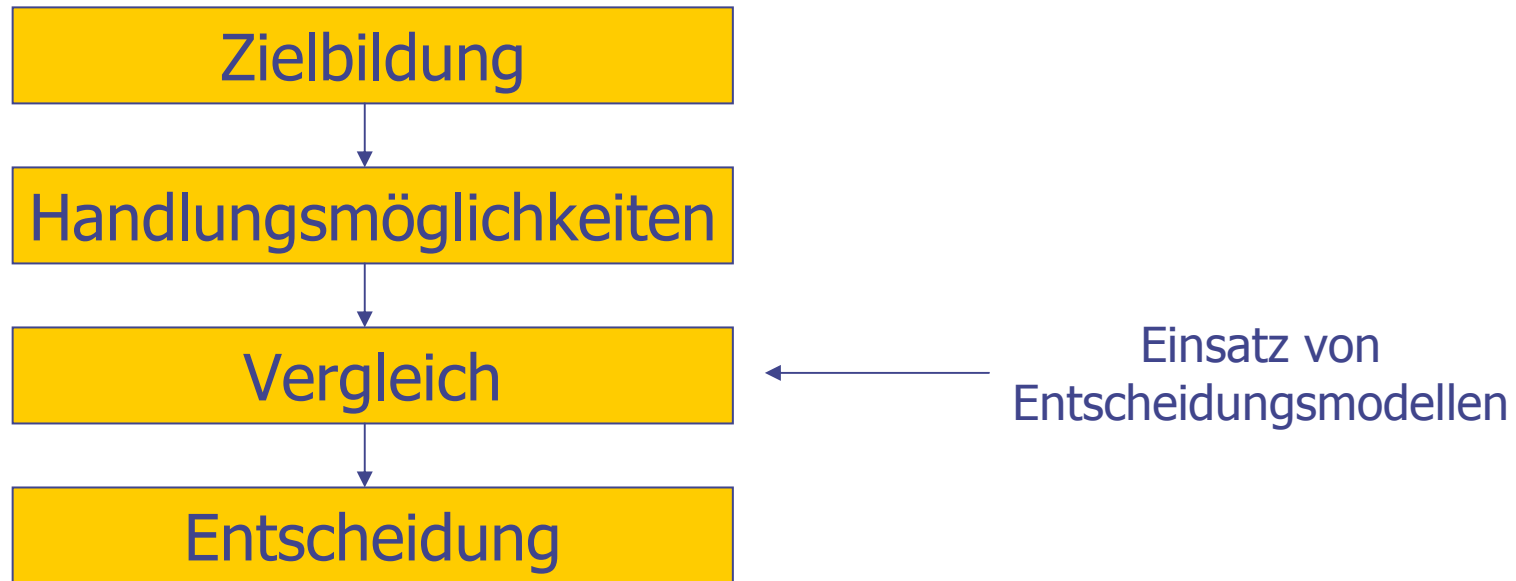 Zielbildung
Handlungsmöglichkeiten
Vergleich
Einsatz von
Entscheidungsmodellen
Entscheidung